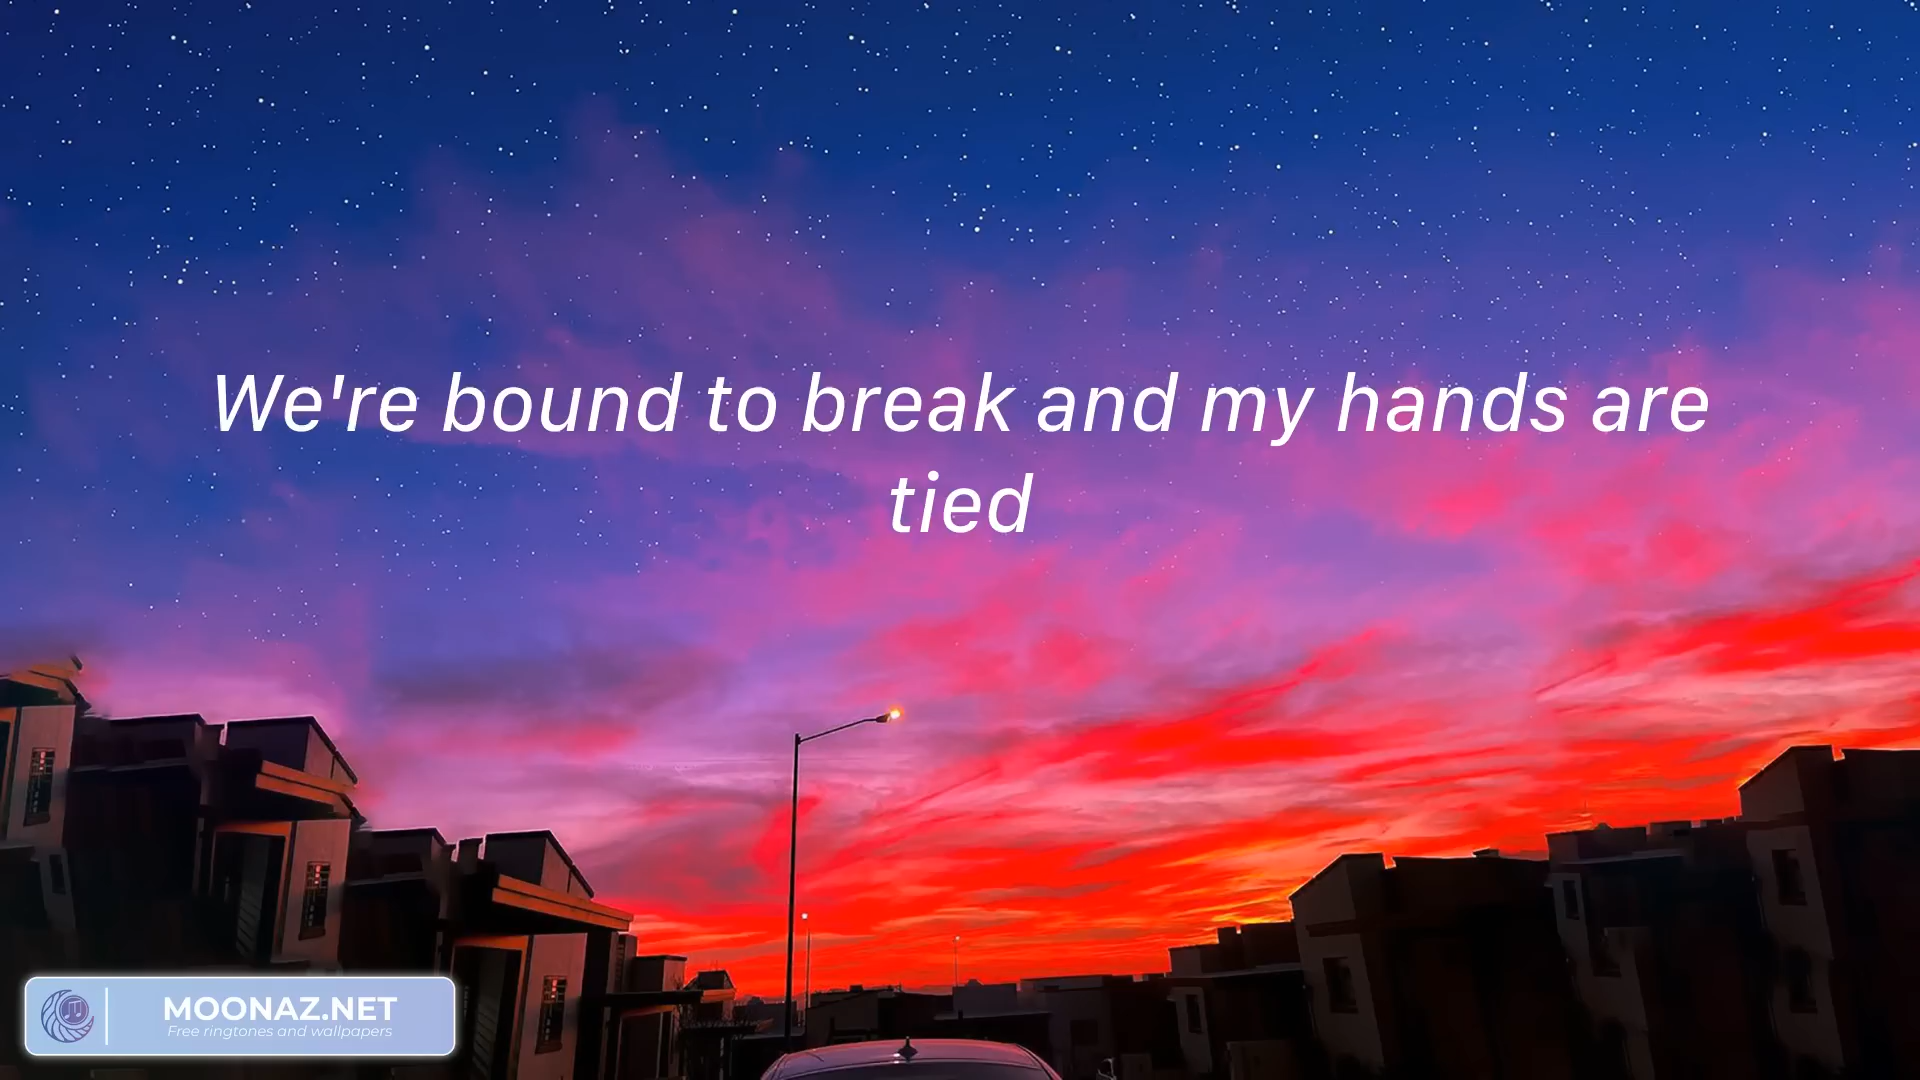 We're bound to break and my hands are
tied
MOONAZ.NET
Free ringtones and wallpapers